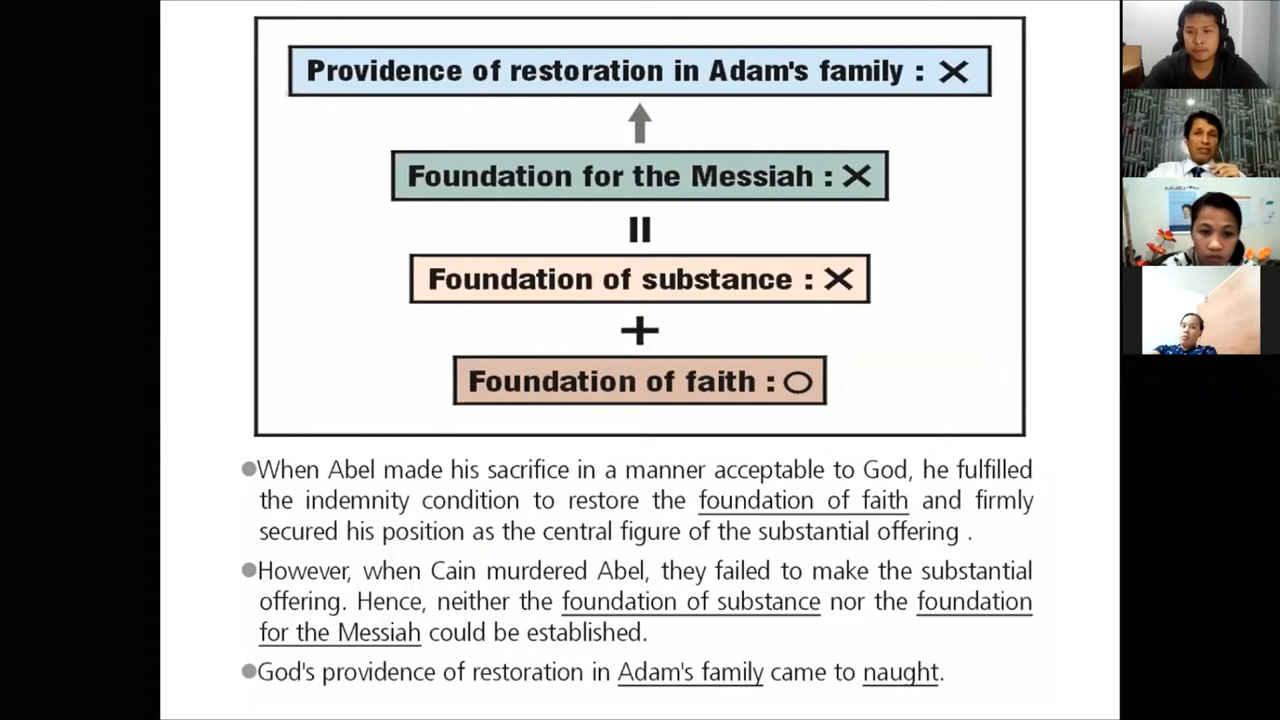 Providence of restoration in Adam's family : ×
Foundation for the Messiah : ×
=
Foundation of substance : ×
+
Foundation of faith : ○
●When Abel made his sacrifice in a manner acceptable to God, he fulfilled
the indemnity condition to restore the foundation of faith and firmly
secured his position as the central figure of the substantial offering .
●However, when Cain murdered Abel, they failed to make the substantial
offering. Hence, neither the foundation of substance nor the foundation
for the Messiah could be established.
●God's providence of restoration in Adam's family came to naught.